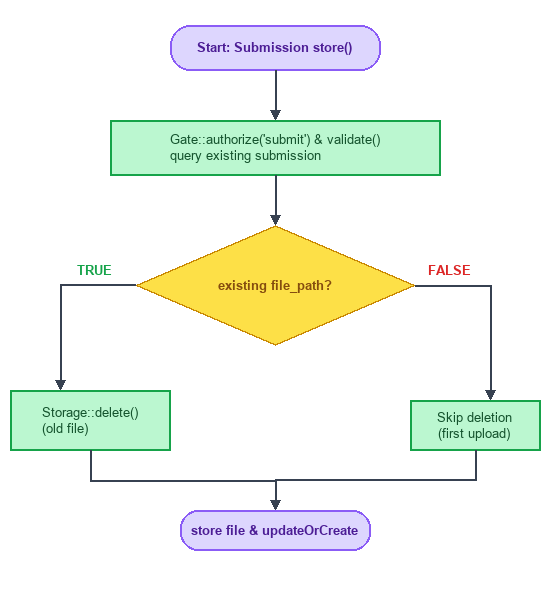 Start: Submission store()
Gate::authorize('submit') & validate()
query existing submission
existing file_path?
TRUE
FALSE
Storage::delete()
(old file)
Skip deletion
(first upload)
store file & updateOrCreate